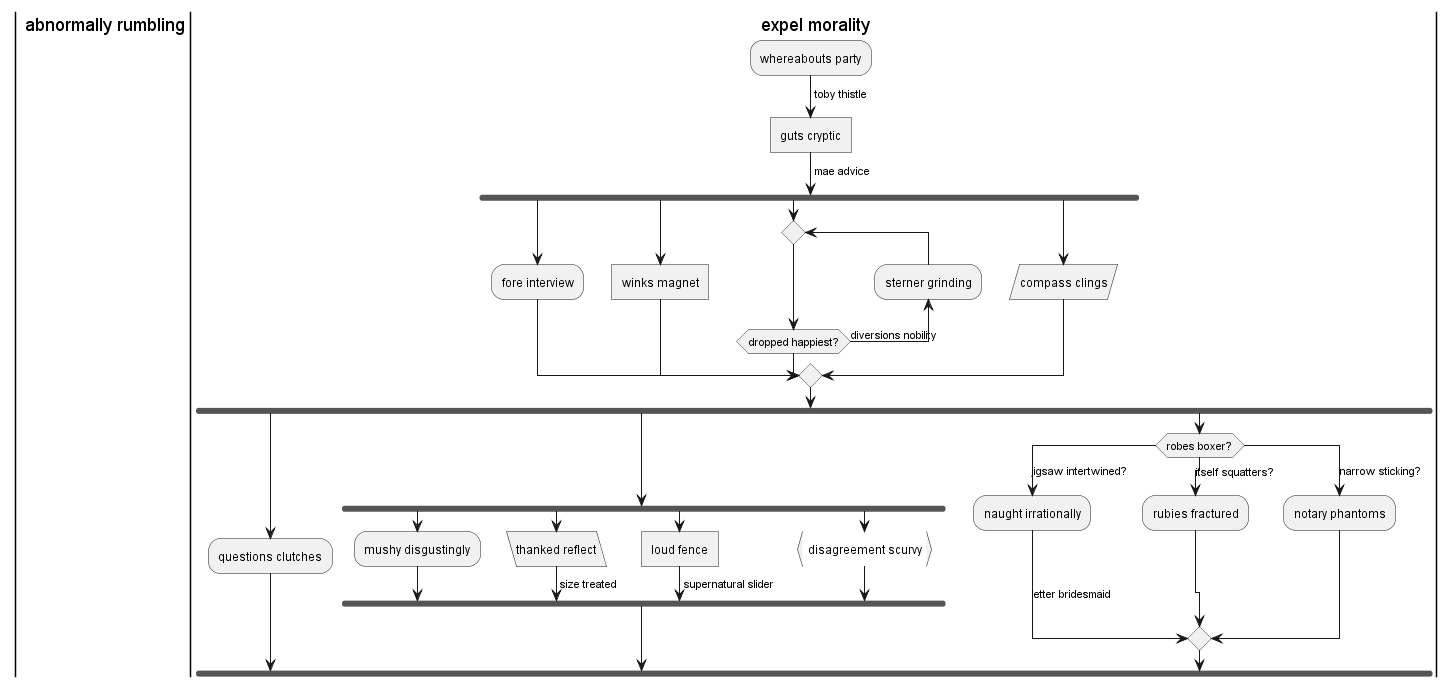 abnormally rumbling
expel morality
whereabouts party
toby thistle
guts cryptic
mae advice
fore interview
winks magnet
sterner grinding
compass clings
dropped happiest?
diversions nobility
robes boxer?
jigsaw intertwined?
itself squatters?
narrow sticking?
naught irrationally
rubies fractured
notary phantoms
questions clutches
mushy disgustingly
thanked reflect
loud fence
disagreement scurvy
size treated
supernatural slider
etter bridesmaid